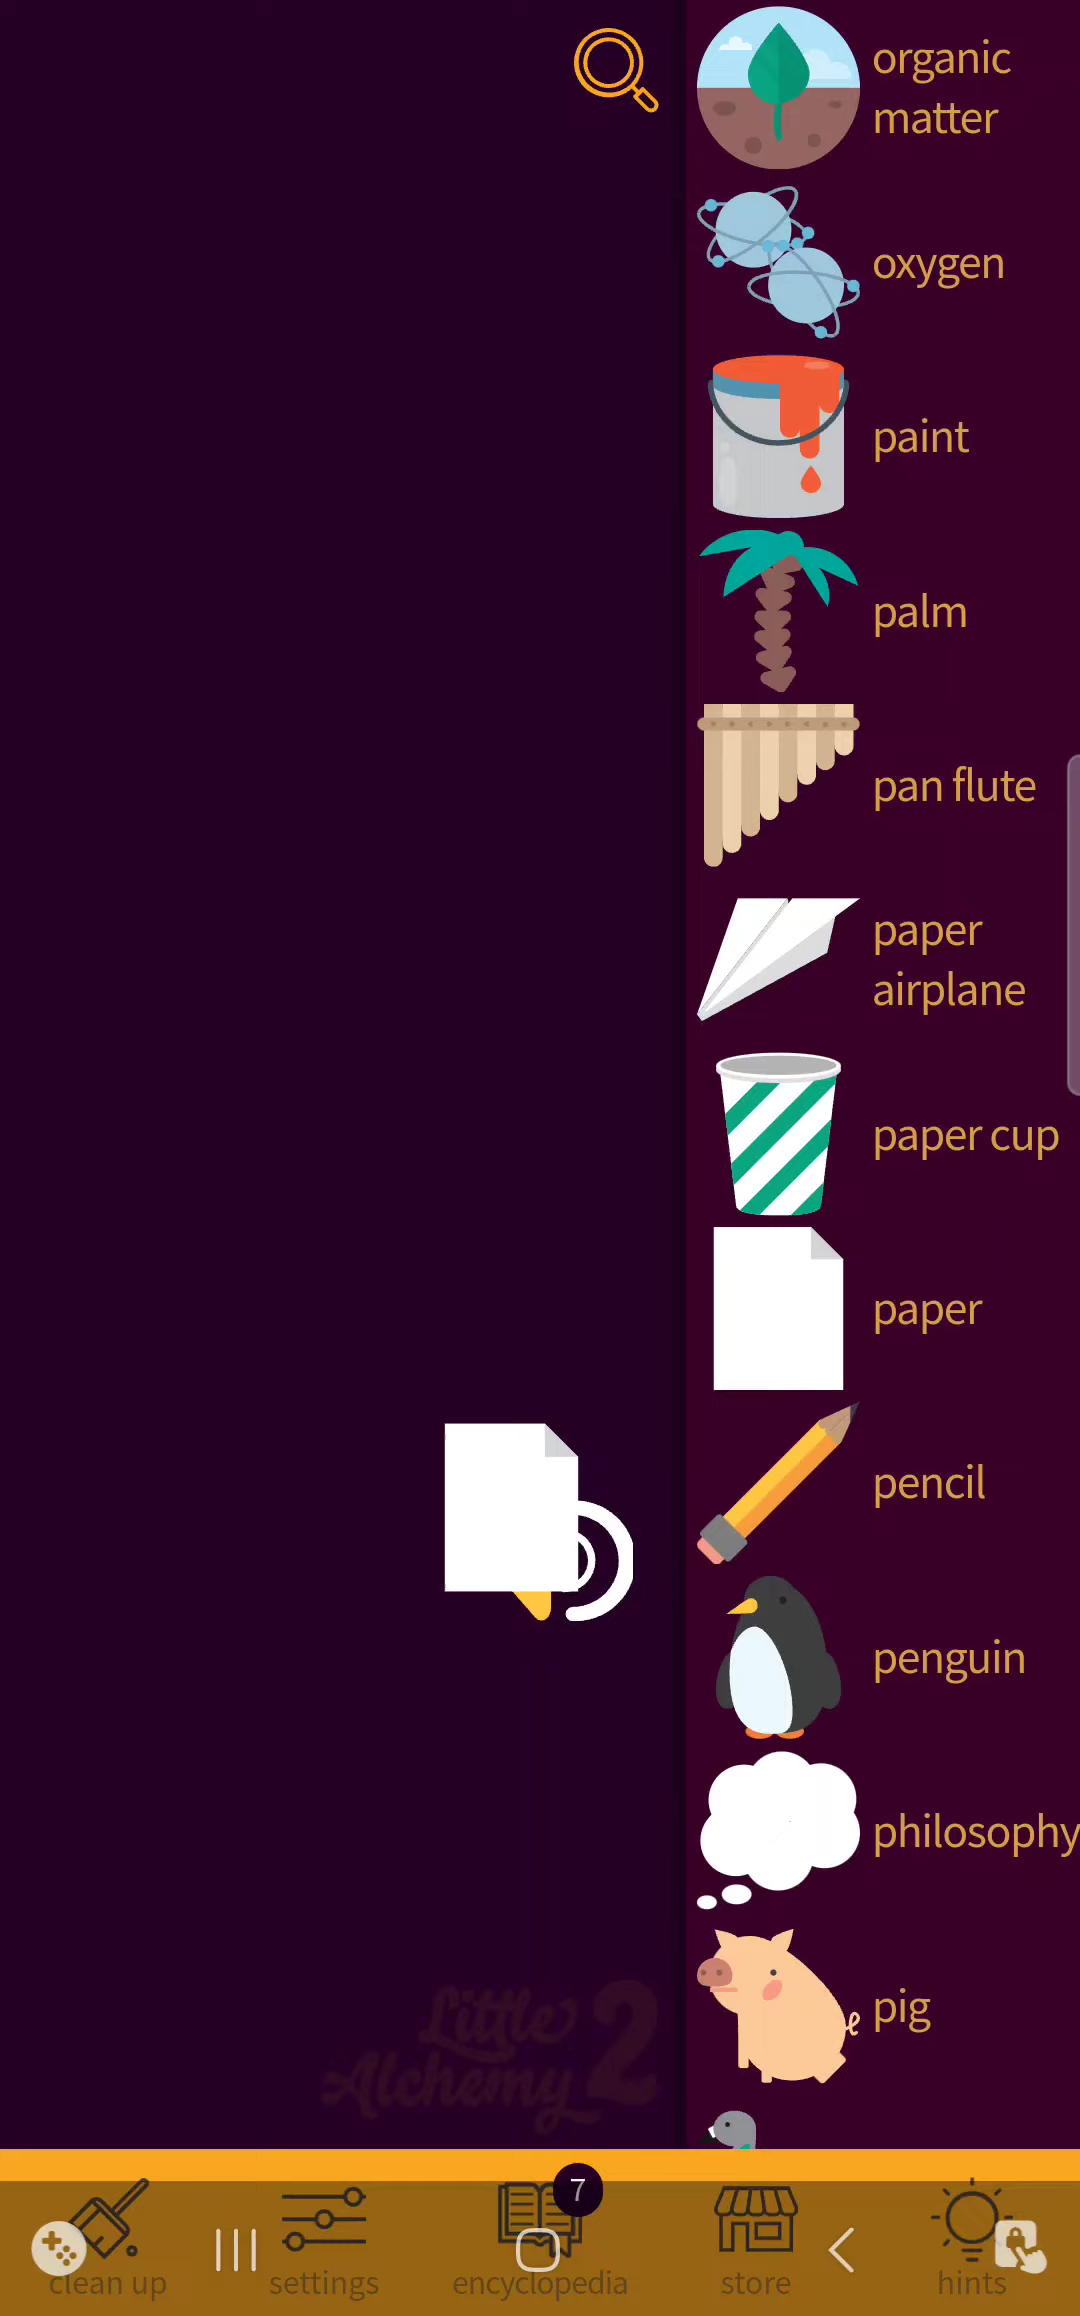 organic
matter
oxygen
paint
palm
pan flute
paper
airplane
paper cup
paper
pencil
penguin
philosophy
pig
Little
Alchemy 2
7
clean up
settings
encyclopedia
store
hints